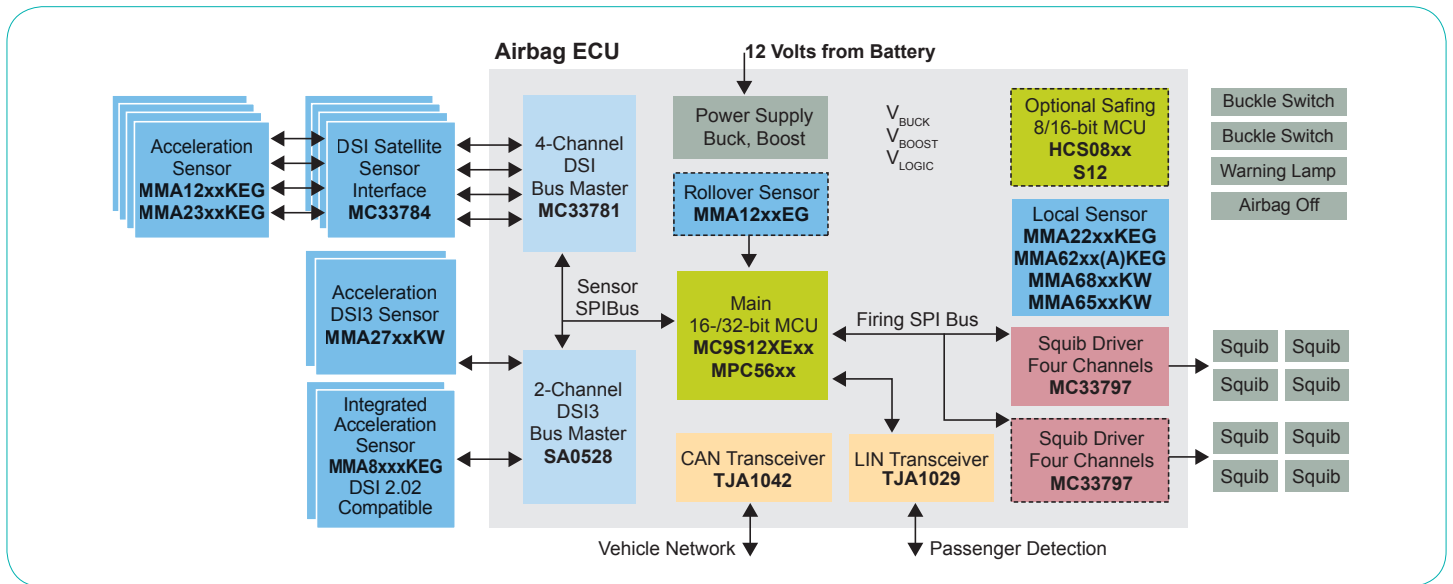 Airbag ECU
12 Volts from Battery
Acceleration
Sensor
MMA12xxKEG
MMA23xxKEG
DSI Satellite
Sensor
Interface
MC33784
4-Channel
DSI
Bus Master
MC33781
Power Supply
Buck, Boost
VBUCK
VBOOST
VLOGIC
Optional Safing
8/16-bit MCU
HCS08xx
S12
Buckle Switch
Buckle Switch
Warning Lamp
Airbag Off
Rollover Sensor
MMA12xxEG
Local Sensor
MMA22xxKEG
MMA62xx(A)KEG
MMA68xxKW
MMA65xxKW
Acceleration
DSI3 Sensor
MMA27xxKW
Sensor
SPIBus
Main
16-/32-bit MCU
MC9S12XExx
MPC56xx
Firing SPI Bus
Squib Driver
Four Channels
MC33797
Squib Squib
Squib Squib
Integrated
Acceleration
Sensor
MMA8xxxKEG
DSI 2.02
Compatible
2-Channel
DSI3
Bus Master
SA0528
CAN Transceiver
TJA1042
LIN Transceiver
TJA1029
Squib Driver
Four Channels
MC33797
Squib Squib
Squib Squib
Vehicle Network
Passenger Detection